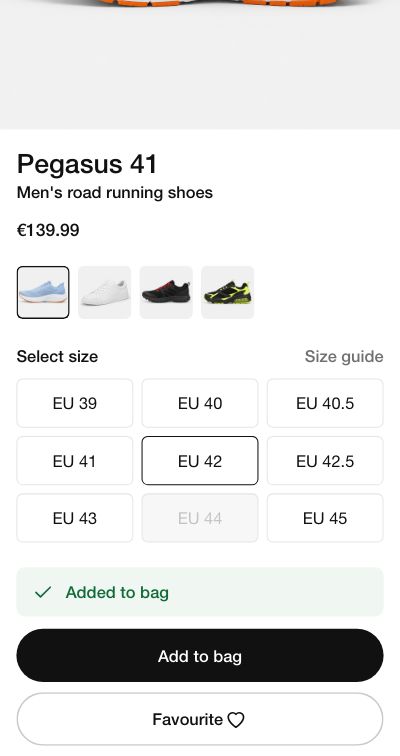 Pegasus 41
Men's road running shoes
€139.99
Select size Size guide
EU 39 EU 40 EU 40.5
EU 41 EU 42 EU 42.5
EU 43 EU 44 EU 45
Added to bag
Add to bag
Favourite